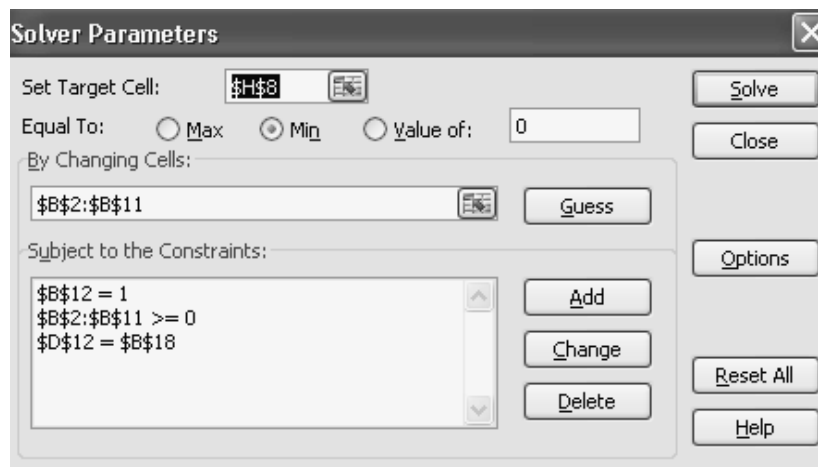 Solver Parameters
Set Target Cell: $H$8
Solve
Equal To: Max Min Value of: 0
Close
By Changing Cells:
$B$2:$B$11
Guess
Subject to the Constraints:
Options
$B$12 = 1
$B$2:$B$11 >= 0
$D$12 = $B$18
Add
Change
Delete
Reset All
Help